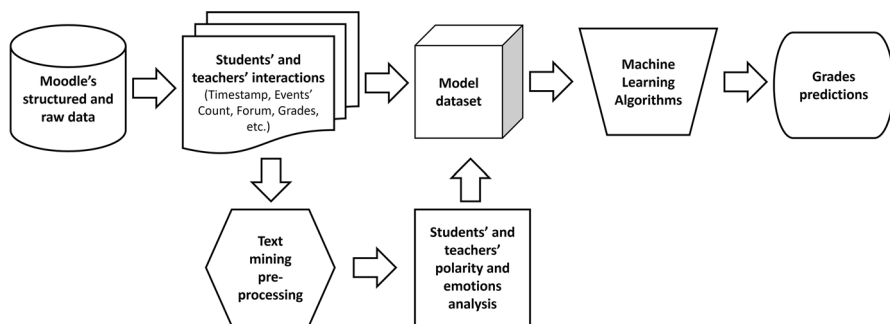 Moodle's
structured and
raw data
Students' and
teachers' interactions
(Timestamp, Events'
Count, Forum, Grades,
etc.)
Model
dataset
Machine
Learning
Algorithms
Grades
predictions
Text
mining
pre-
processing
Students' and
teachers'
polarity and
emotions
analysis